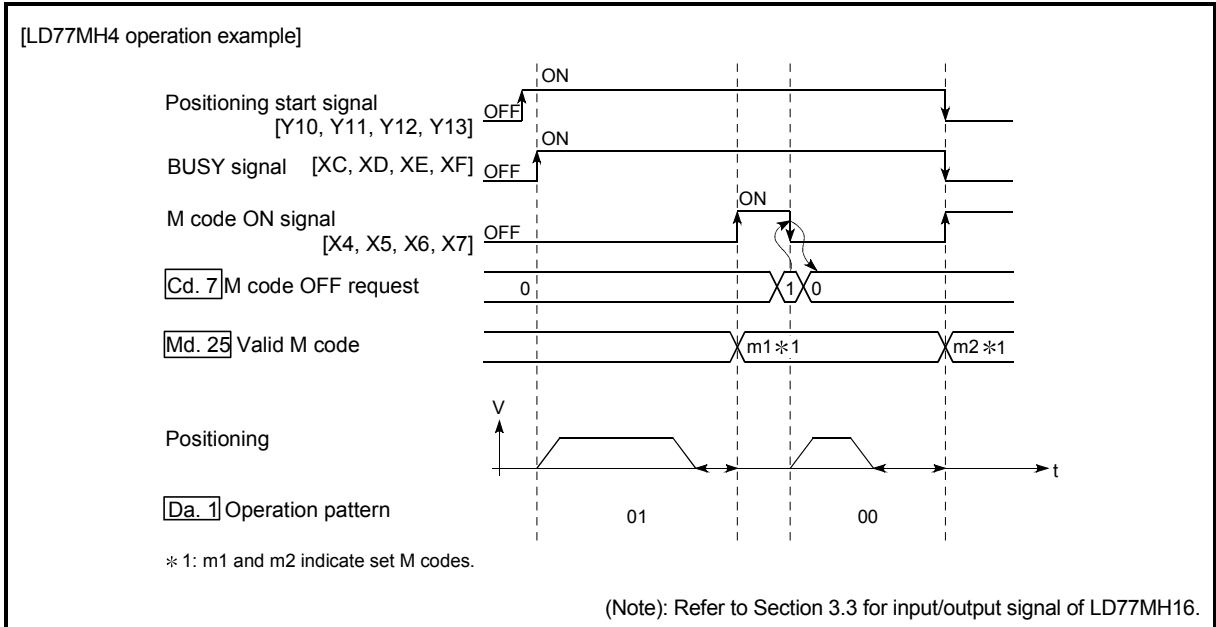 [LD77MH4 operation example]
ON
Positioning start signal
[Y10, Y11, Y12, Y13]
OFF
ON
BUSY signal [XC, XD, XE, XF]
OFF
ON
M code ON signal
[X4, X5, X6, X7]
OFF
Cd. 7 M code OFF request
0 1 0
Md. 25 Valid M code
m1＊1 m2＊1
V
Positioning
t
Da. 1 Operation pattern
01 00
＊1: m1 and m2 indicate set M codes.
(Note): Refer to Section 3.3 for input/output signal of LD77MH16.